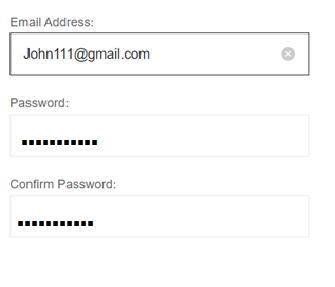 Email Address:
John111@gmail.com
Password:
▪▪▪▪▪▪▪▪▪▪▪
Confirm Password:
▪▪▪▪▪▪▪▪▪▪▪